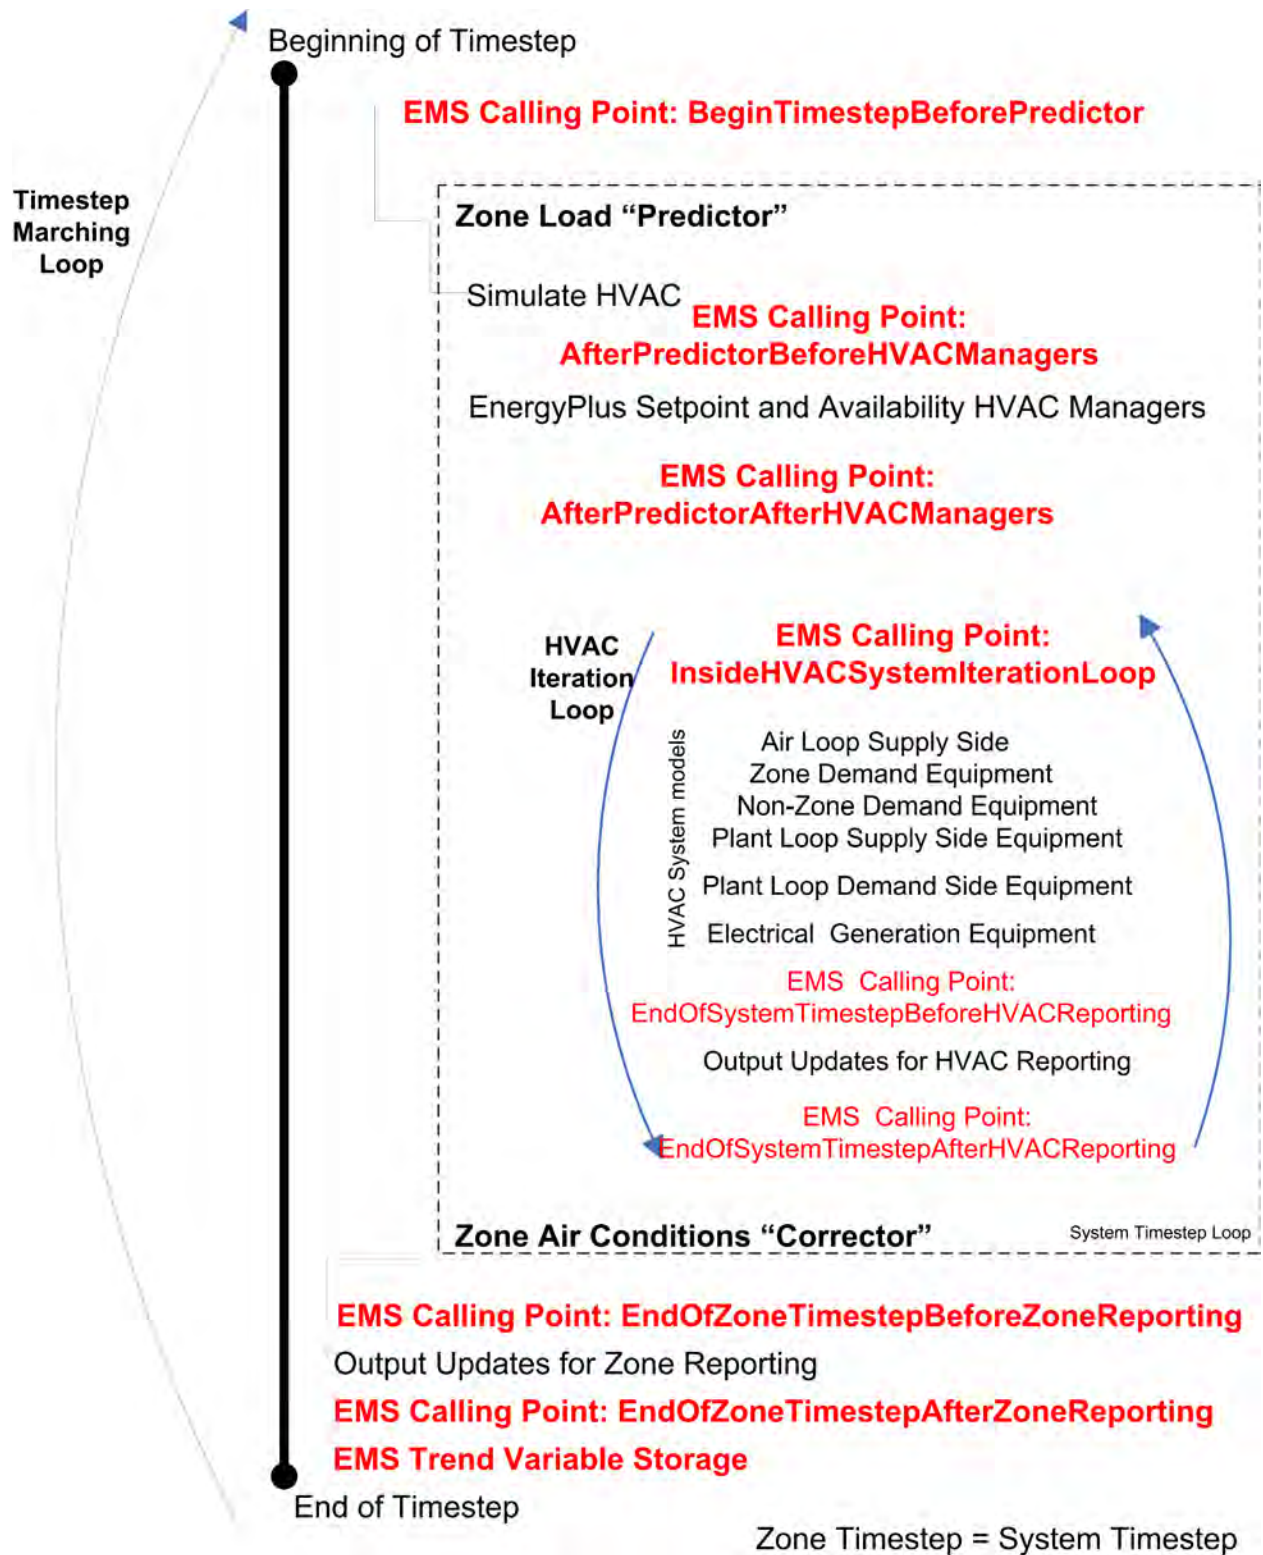 Beginning of Timestep
EMS Calling Point: BeginTimestepBeforePredictor
Timestep
Marching
Loop
Zone Load “Predictor”
Simulate HVAC
EMS Calling Point:
AfterPredictorBeforeHVACManagers
EnergyPlus Setpoint and Availability HVAC Managers
EMS Calling Point:
AfterPredictorAfterHVACManagers
HVAC
Iteration
Loop
EMS Calling Point:
InsideHVACSystemIterationLoop
HVAC System models
Air Loop Supply Side
Zone Demand Equipment
Non-Zone Demand Equipment
Plant Loop Supply Side Equipment
Plant Loop Demand Side Equipment
Electrical Generation Equipment
EMS Calling Point:
EndOfSystemTimestepBeforeHVACReporting
Output Updates for HVAC Reporting
EMS Calling Point:
EndOfSystemTimestepAfterHVACReporting
Zone Air Conditions “Corrector”
System Timestep Loop
EMS Calling Point: EndOfZoneTimestepBeforeZoneReporting
Output Updates for Zone Reporting
EMS Calling Point: EndOfZoneTimestepAfterZoneReporting
EMS Trend Variable Storage
End of Timestep
Zone Timestep = System Timestep